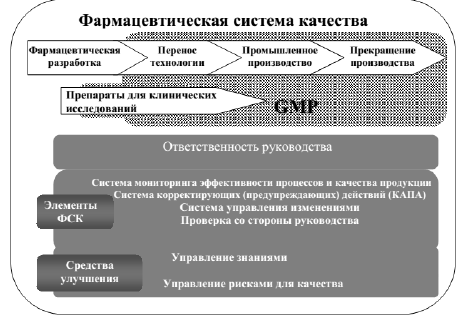 Фармацевтическая система качества
Фармацевтическая
разработка
Перенос
технологии
Промышленное
производство
Прекращение
производства
Препараты для клинических
исследований
GMP
Ответственность руководства
Система мониторинга эффективности процессов и качества продукции
Система корректирующих (предупреждающих) действий (КАПА)
Система управления изменениями
Проверка со стороны руководства
Элементы
ФСК
Управление знаниями
Управление рисками для качества
Средства
улучшения